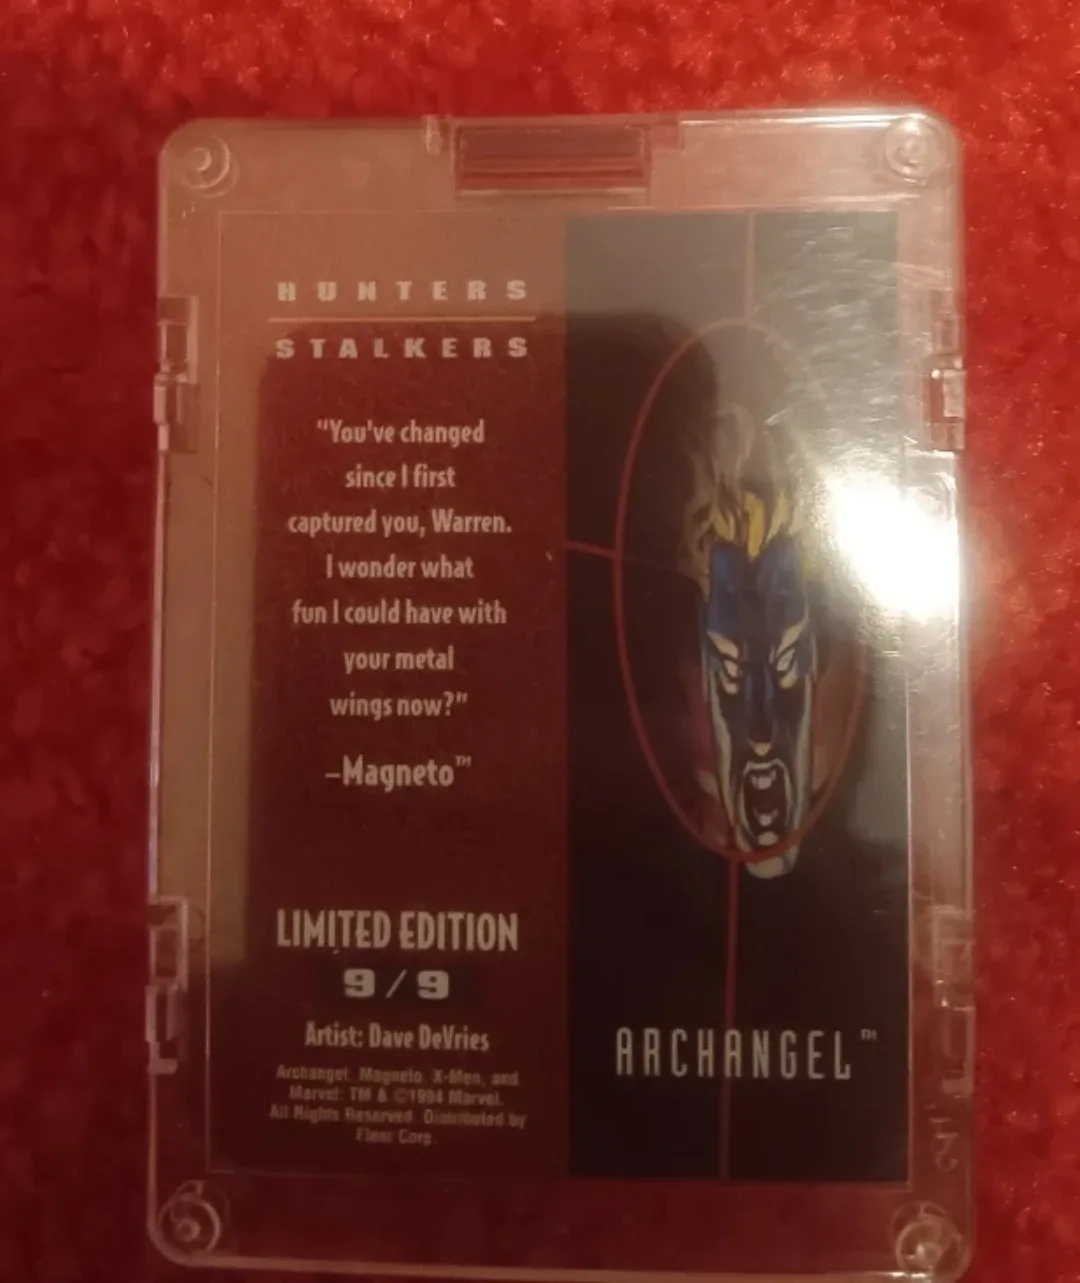 HUNTERS
STALKERS
"You've changed
since I first
captured you, Warren.
I wonder what
fun I could have with
your metal
wings now?"
–Magneto™
LIMITED EDITION
9/9
Artist: Dave DeVries
Archangel, Magneto, X-Men, and
Marvel: TM & ©1994 Marvel.
All Rights Reserved. Distributed by
Fleer Corp.
ARCHANGEL™